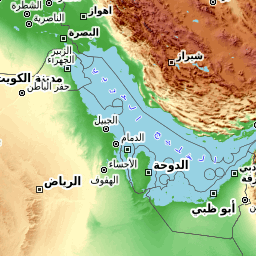 الشطرة
الناصرية
اهواز
البصرة
الزبير
الجهراء
مدينة الكويت
حفر الباطن
شيراز
الجبيل
الدمام
الأحساء
الهفوف
الدوحة
الرياض
دبي
أبو ظبي